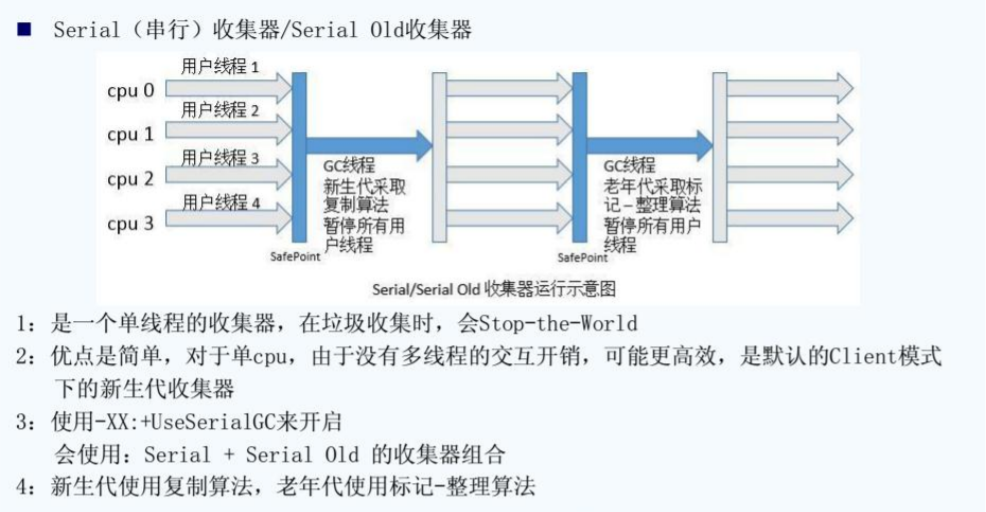 ■ Serial（串行）收集器/Serial Old收集器
用户线程 1
cpu 0
用户线程 2
cpu 1
用户线程 3
cpu 2
用户线程 4
cpu 3
GC线程
新生代采取
复制算法
暂停所有用
户线程
SafePoint
GC线程
老年代采取标
记－整理算法
暂停所有用户
线程
SafePoint
Serial/Serial Old 收集器运行示意图
1：是一个单线程的收集器，在垃圾收集时，会Stop-the-World
2：优点是简单，对于单cpu，由于没有多线程的交互开销，可能更高效，是默认的Client模式
下的新生代收集器
3：使用-XX:+UseSerialGC来开启
会使用：Serial + Serial Old 的收集器组合
4：新生代使用复制算法，老年代使用标记-整理算法